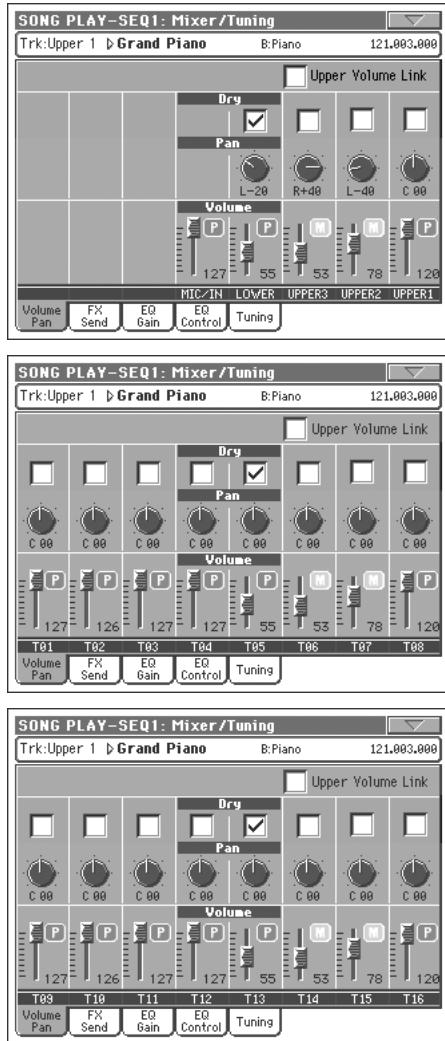 SONG PLAY-SEQ1: Mixer/Tuning
Trk:Upper 1 Grand Piano B:Piano 121.003.000
Upper Volume Link
Dry
Pan
L-20 R+40 L-40 C 00
Volume
P P M M P
127 55 53 78 120
MIC/IN LOWER UPPER3 UPPER2 UPPER1
Volume Pan FX Send EQ Gain EQ Control Tuning
SONG PLAY-SEQ1: Mixer/Tuning
Trk:Upper 1 Grand Piano B:Piano 121.003.000
Upper Volume Link
Dry
Pan
C 00 C 00 C 00 C 00 C 00 C 00 C 00 C 00
Volume
P P P P P M M P
127 126 127 127 55 53 78 120
T01 T02 T03 T04 T05 T06 T07 T08
Volume Pan FX Send EQ Gain EQ Control Tuning
SONG PLAY-SEQ1: Mixer/Tuning
Trk:Upper 1 Grand Piano B:Piano 121.003.000
Upper Volume Link
Dry
Pan
C 00 C 00 C 00 C 00 C 00 C 00 C 00 C 00
Volume
P P P P P M M P
127 126 127 127 55 53 78 120
T09 T10 T11 T12 T13 T14 T15 T16
Volume Pan FX Send EQ Gain EQ Control Tuning